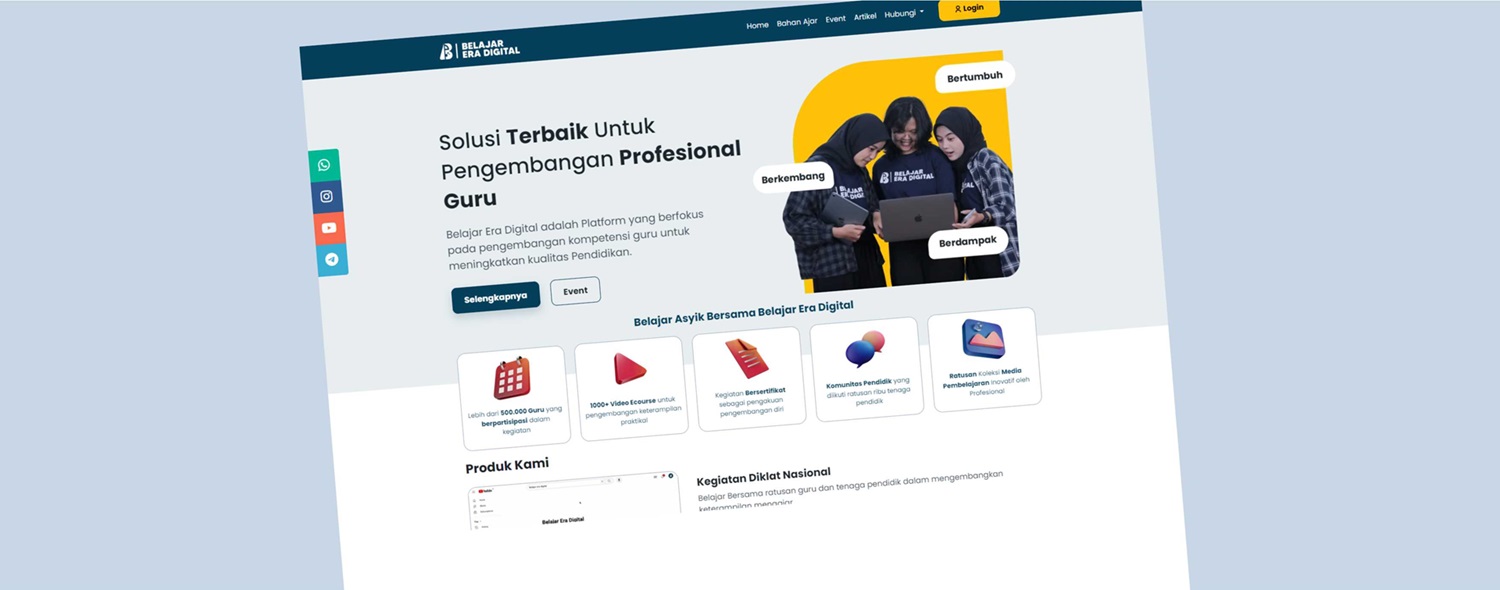 BELAJAR
ERA DIGITAL
Home Bahan Ajar Event Artikel Hubungi Login
Solusi Terbaik Untuk
Pengembangan Profesional
Guru
Belajar Era Digital adalah Platform yang berfokus
pada pengembangan kompetensi guru untuk
meningkatkan kualitas Pendidikan.
Selengkapnya Event
Bertumbuh
Berkembang
BELAJAR
ERA DIGITAL
Berdampak
Belajar Asyik Bersama Belajar Era Digital
Lebih dari 500.000 Guru yang
berpartisipasi dalam
kegiatan
1000+ Video Ecourse untuk
pengembangan keterampilan
praktikal
Kegiatan Bersertifikat
sebagai pengakuan
pengembangan diri
Komunitas Pendidik yang
diikuti ratusan ribu tenaga
pendidik
Ratusan Koleksi Media
Pembelajaran Inovatif oleh
Profesional
Produk Kami
Belajar Era Digital
Kegiatan Diklat Nasional
Belajar Bersama ratusan guru dan tenaga pendidik dalam mengembangkan
keterampilan mengajar